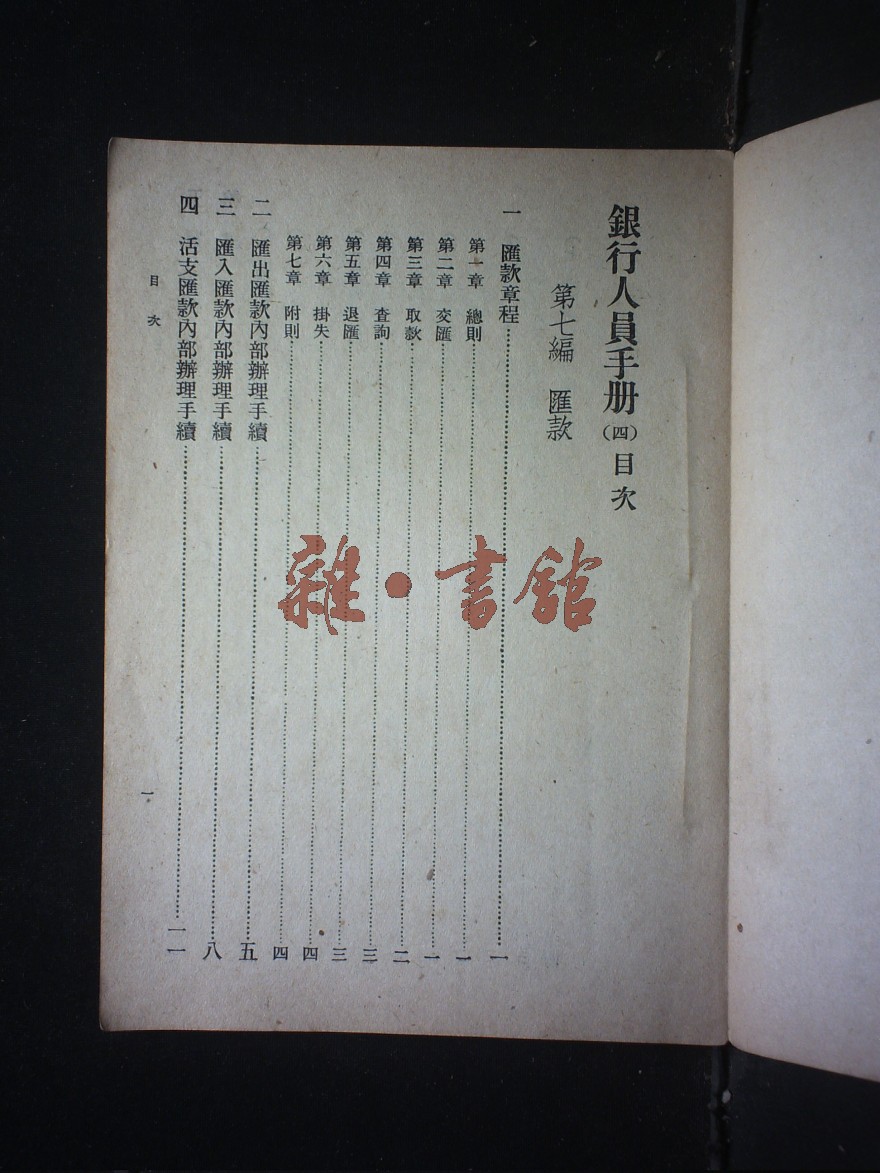 銀行人員手册(四)目次
第七編 匯款
一 匯款章程……一
第一章 總則……一
第二章 交匯……一
第三章 取款……二
第四章 查詢……三
第五章 退匯……三
第六章 掛失……四
第七章 附則……四
二 匯出匯款內部辦理手續……五
三 匯入匯款內部辦理手續……八
四 活支匯款內部辦理手續……一一
目次
一
雜·書館